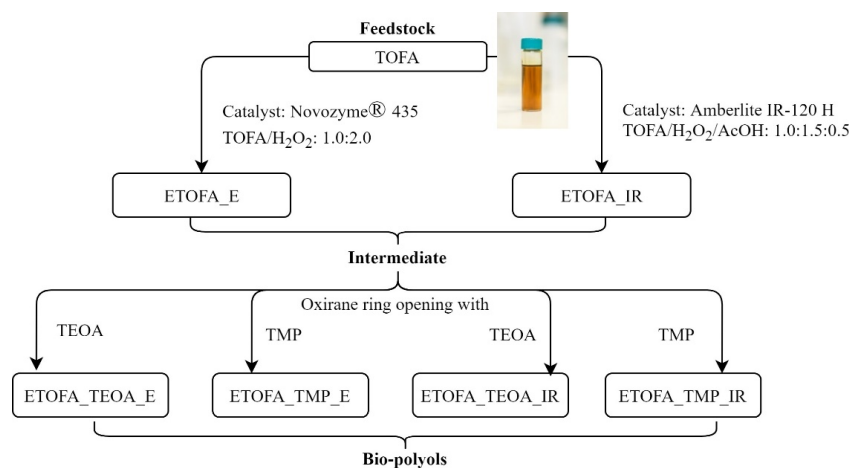 Feedstock
TOFA
Catalyst: Novozyme® 435
TOFA/H₂O₂: 1.0:2.0
Catalyst: Amberlite IR-120 H
TOFA/H₂O₂/AcOH: 1.0:1.5:0.5
ETOFA_E
ETOFA_IR
Intermediate
Oxirane ring opening with
TEOA
TMP
TEOA
TMP
ETOFA_TEOA_E
ETOFA_TMP_E
ETOFA_TEOA_IR
ETOFA_TMP_IR
Bio-polyols